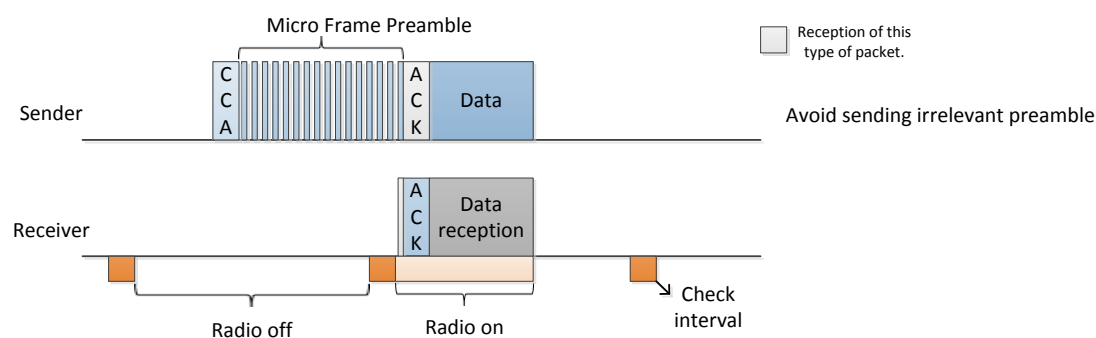 Micro Frame Preamble
Reception of this
type of packet.
Sender
C
C
A
A
C
K
Data
Avoid sending irrelevant preamble
Receiver
A
C
K
Data
reception
Radio off
Radio on
Check
interval